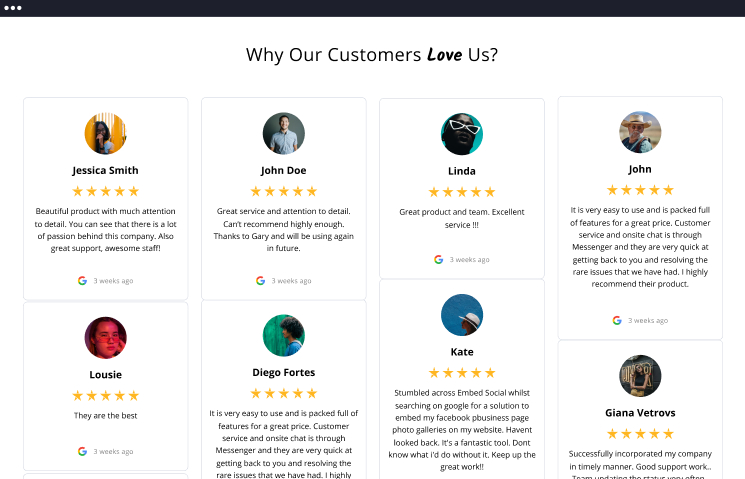 Why Our Customers Love Us?
Jessica Smith
Beautiful product with much attention
to detail. You can see that there is a lot
of passion behind this company. Also
great support, awesome staff!
3 weeks ago
Lousie
They are the best
3 weeks ago
John Doe
Great service and attention to detail.
Can't recommend highly enough.
Thanks to Gary and will be using again
in future.
3 weeks ago
Diego Fortes
It is very easy to use and is packed full of
features for a great price. Customer
service and onsite chat is through
Messenger and they are very quick at
getting back to you and resolving the
rare issues that we have had. I highly
Linda
Great product and team. Excellent
service !!!
3 weeks ago
Kate
Stumbled across Embed Social whilst
searching on google for a solution to
embed my facebook pbusiness page
photo galleries on my website. Havent
looked back. It's a fantastic tool. Dont
know what i'd do without it. Keep up the
great work!!
John
It is very easy to use and is packed full
of features for a great price. Customer
service and onsite chat is through
Messenger and they are very quick at
getting back to you and resolving the
rare issues that we have had. I highly
recommend their product.
3 weeks ago
Giana Vetrovs
Successfully incorporated my company
in timely manner. Good support work..
Team updating the status very often